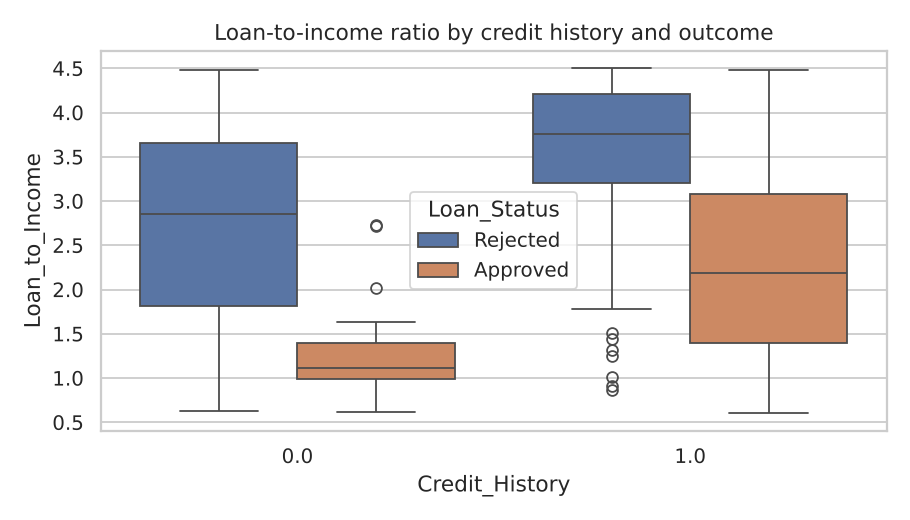 Loan-to-income ratio by credit history and outcome
Loan_to_Income
4.5
4.0
3.5
3.0
2.5
2.0
1.5
1.0
0.5
Loan_Status
Rejected
Approved
0.0
1.0
Credit_History